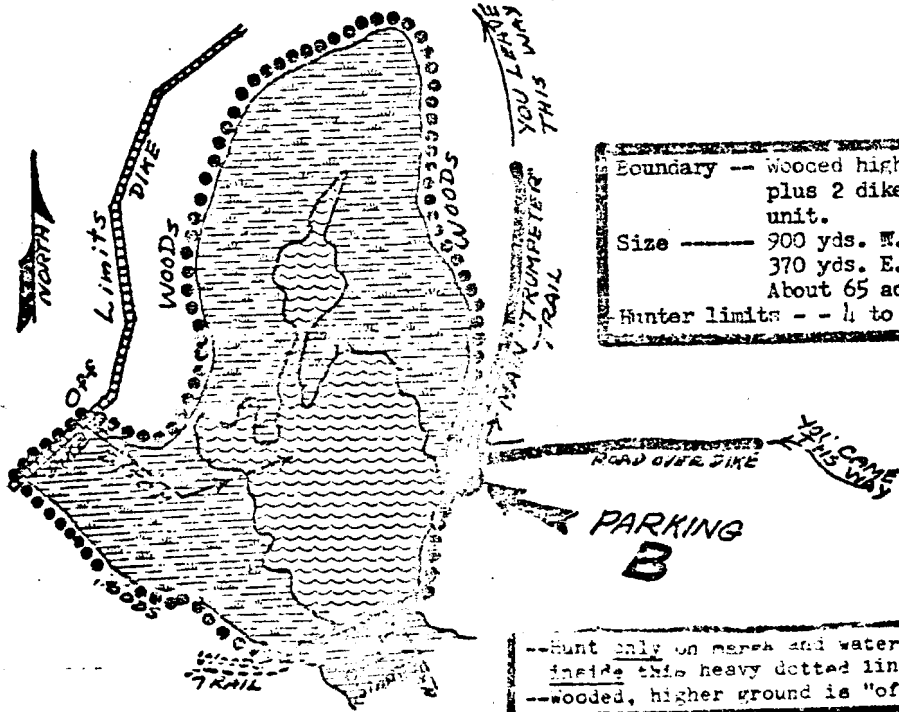 YOU LEAVE
THIS WAY
DIKE
Limits
OFF
NORTH
WOODS
WOODS
MAIN "TRUMPETER"
TRAIL
Boundary -- Wooced high
plus 2 dike
unit.
Size ------ 900 yds. N.
370 yds. E.
About 65 ac
Hunter limits - - 4 to
ROAD OVER DIKE
YOU CAME
THIS WAY
PARKING
B
WOODS
TRAIL
--Hunt only on marsh and water
inside this heavy dotted lin
--Wooded, higher ground is "of